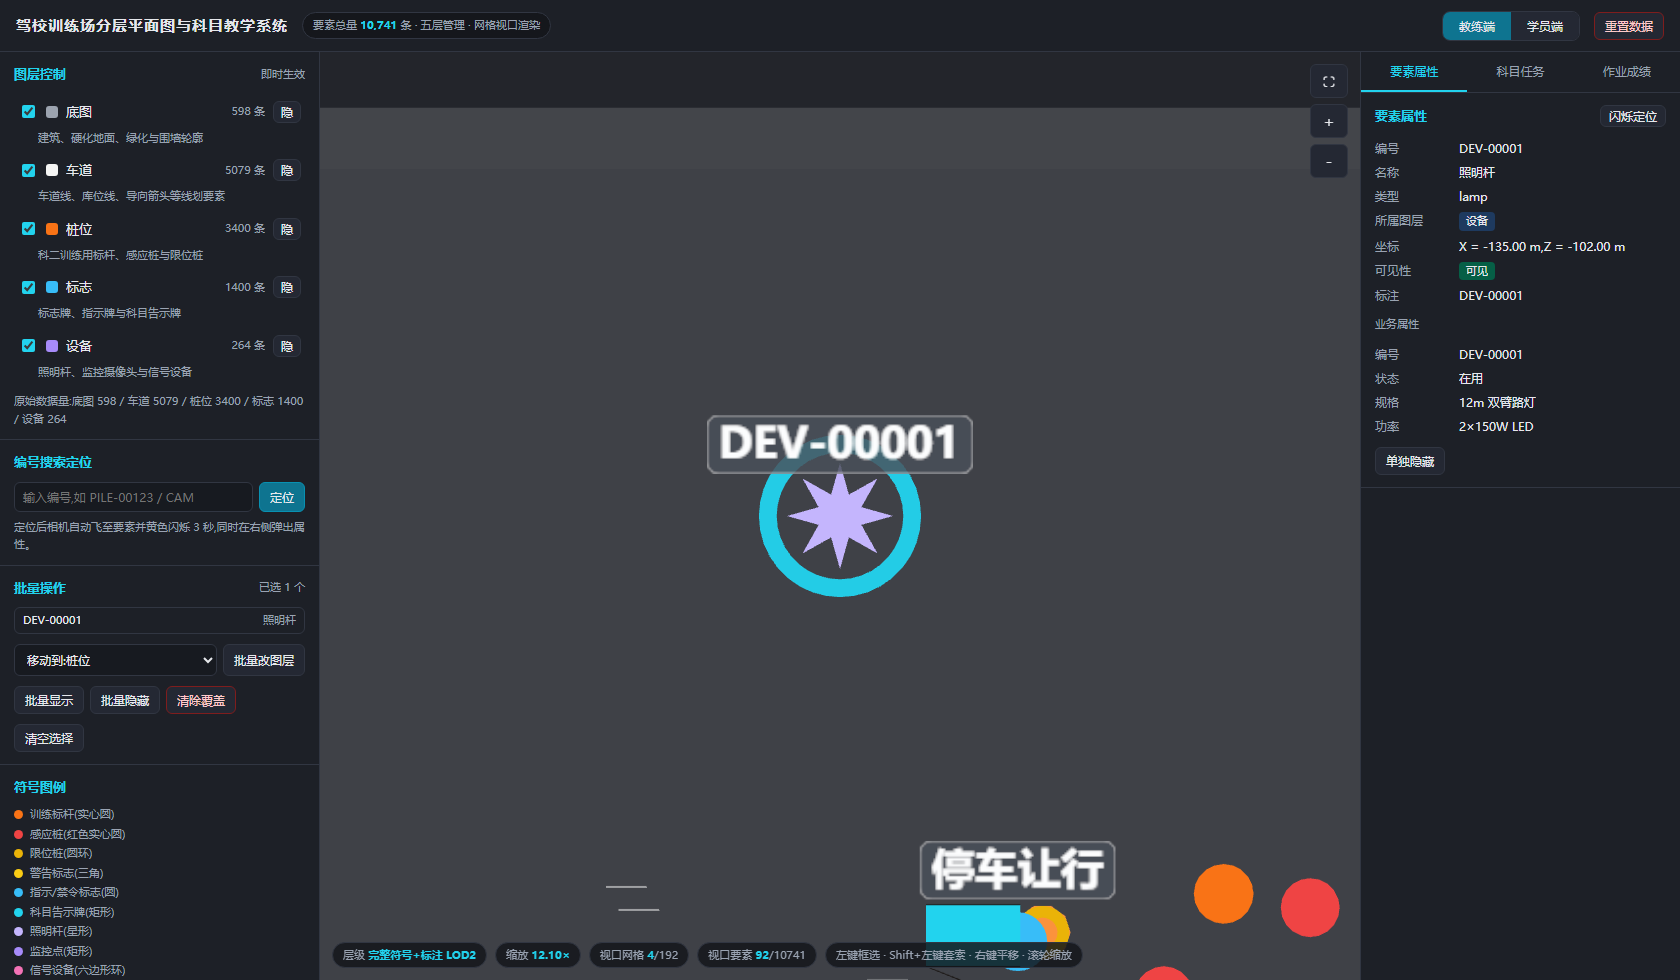 驾校训练场分层平面图与科目教学系统
要素总量 10,741 条 · 五层管理 · 网格视口渲染
教练端
学员端
重置数据
图层控制
即时生效
底图
598 条
隐
建筑、硬化地面、绿化与围墙轮廓
车道
5079 条
隐
车道线、库位线、导向箭头等线划要素
桩位
3400 条
隐
科二训练用标杆、感应桩与限位桩
标志
1400 条
隐
标志牌、指示牌与科目告示牌
设备
264 条
隐
照明杆、监控摄像头与信号设备
原始数据量:底图 598 / 车道 5079 / 桩位 3400 / 标志 1400
/ 设备 264
编号搜索定位
输入编号,如 PILE-00123 / CAM
定位
定位后相机自动飞至要素并黄色闪烁 3 秒,同时在右侧弹出属
性。
批量操作
已选 1 个
DEV-00001
照明杆
移动到:桩位
批量改图层
批量显示
批量隐藏
清除覆盖
清空选择
符号图例
训练标杆(实心圆)
感应桩(红色实心圆)
限位桩(圆环)
警告标志(三角)
指示/禁令标志(圆)
科目告示牌(矩形)
照明杆(星形)
监控点(矩形)
信号设备(六边形环)
+
-
DEV-00001
停车让行
层级 完整符号+标注 LOD2
缩放 12.10×
视口网格 4/192
视口要素 92/10741
左键框选 · Shift+左键套索 · 右键平移 · 滚轮缩放
要素属性
科目任务
作业成绩
要素属性
闪烁定位
编号
DEV-00001
名称
照明杆
类型
lamp
所属图层
设备
坐标
X = -135.00 m,Z = -102.00 m
可见性
可见
标注
DEV-00001
业务属性
编号
DEV-00001
状态
在用
规格
12m 双臂路灯
功率
2×150W LED
单独隐藏